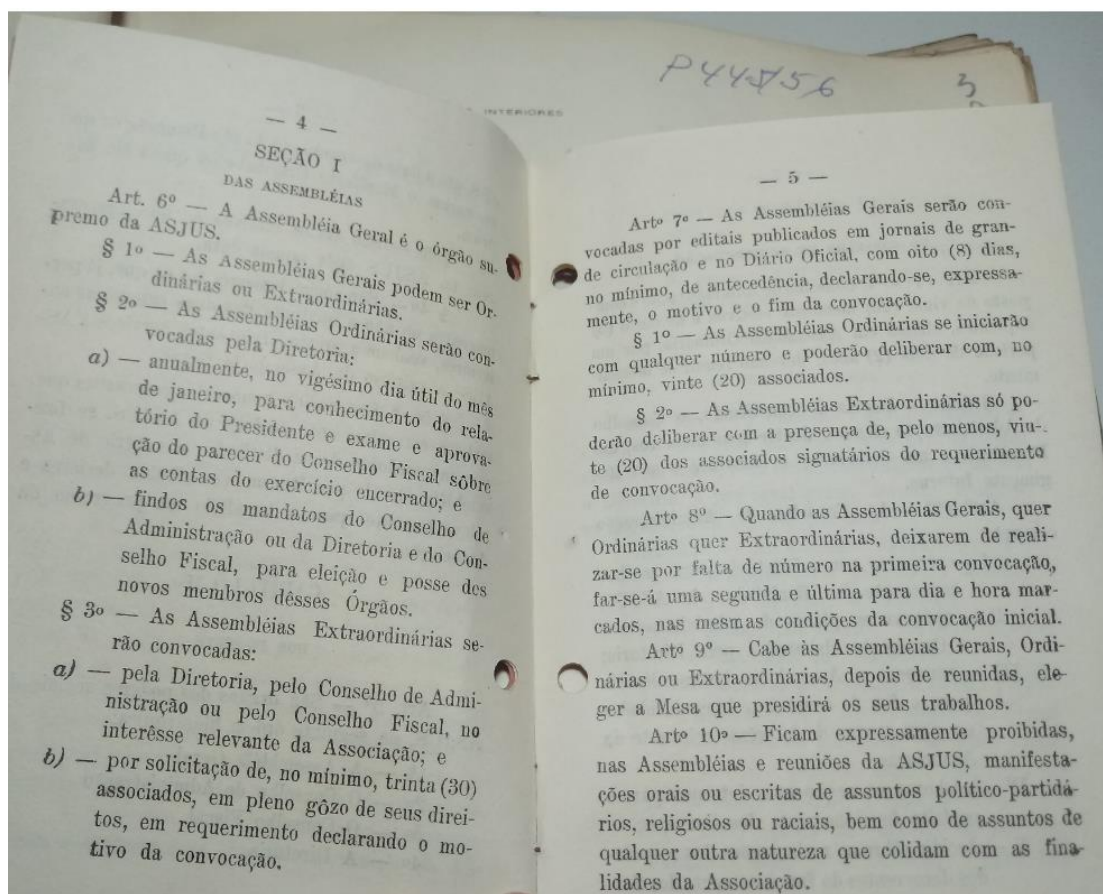 P445/56
3
INTERIORES
— 4 —
SEÇÃO I
DAS ASSEMBLÉIAS
Art. 6º — A Assembléia Geral é o órgão su-
premo da ASJUS.
§ 1º — As Assembléias Gerais podem ser Or-
dinárias ou Extraordinárias.
§ 2º — As Assembléias Ordinárias serão con-
vocadas pela Diretoria:
a) — anualmente, no vigésimo dia útil do mês
de janeiro, para conhecimento do rela-
tório do Presidente e exame e aprova-
ção do parecer do Conselho Fiscal sôbre
as contas do exercício encerrado; e
b) — findos os mandatos do Conselho de
Administração ou da Diretoria e do Con-
selho Fiscal, para eleição e posse dos
novos membros dêsses Órgãos.
§ 3º — As Assembléias Extraordinárias se-
rão convocadas:
a) — pela Diretoria, pelo Conselho de Admi-
nistração ou pelo Conselho Fiscal, no
interêsse relevante da Associação; e
b) — por solicitação de, no mínimo, trinta (30)
associados, em pleno gôzo de seus direi-
tos, em requerimento declarando o mo-
tivo da convocação.
— 5 —
Artº 7º — As Assembléias Gerais serão con-
vocadas por editais publicados em jornais de gran-
de circulação e no Diário Oficial, com oito (8) dias,
no mínimo, de antecedência, declarando-se, expressa-
mente, o motivo e o fim da convocação.
§ 1º — As Assembléias Ordinárias se iniciarão
com qualquer número e poderão deliberar com, no
mínimo, vinte (20) associados.
§ 2º — As Assembléias Extraordinárias só po-
derão deliberar com a presença de, pelo menos, vin-
te (20) dos associados signatários do requerimento
de convocação.
Artº 8º — Quando as Assembléias Gerais, quer
Ordinárias quer Extraordinárias, deixarem de reali-
zar-se por falta de número na primeira convocação,
far-se-á uma segunda e última para dia e hora mar-
cados, nas mesmas condições da convocação inicial.
Artº 9º — Cabe às Assembléias Gerais, Ordi-
nárias ou Extraordinárias, depois de reunidas, ele-
ger a Mesa que presidirá os seus trabalhos.
Artº 10º — Ficam expressamente proibidas,
nas Assembléias e reuniões da ASJUS, manifesta-
ções orais ou escritas de assuntos político-partidá-
rios, religiosos ou raciais, bem como de assuntos de
qualquer outra natureza que colidam com as fina-
lidades da Associação.